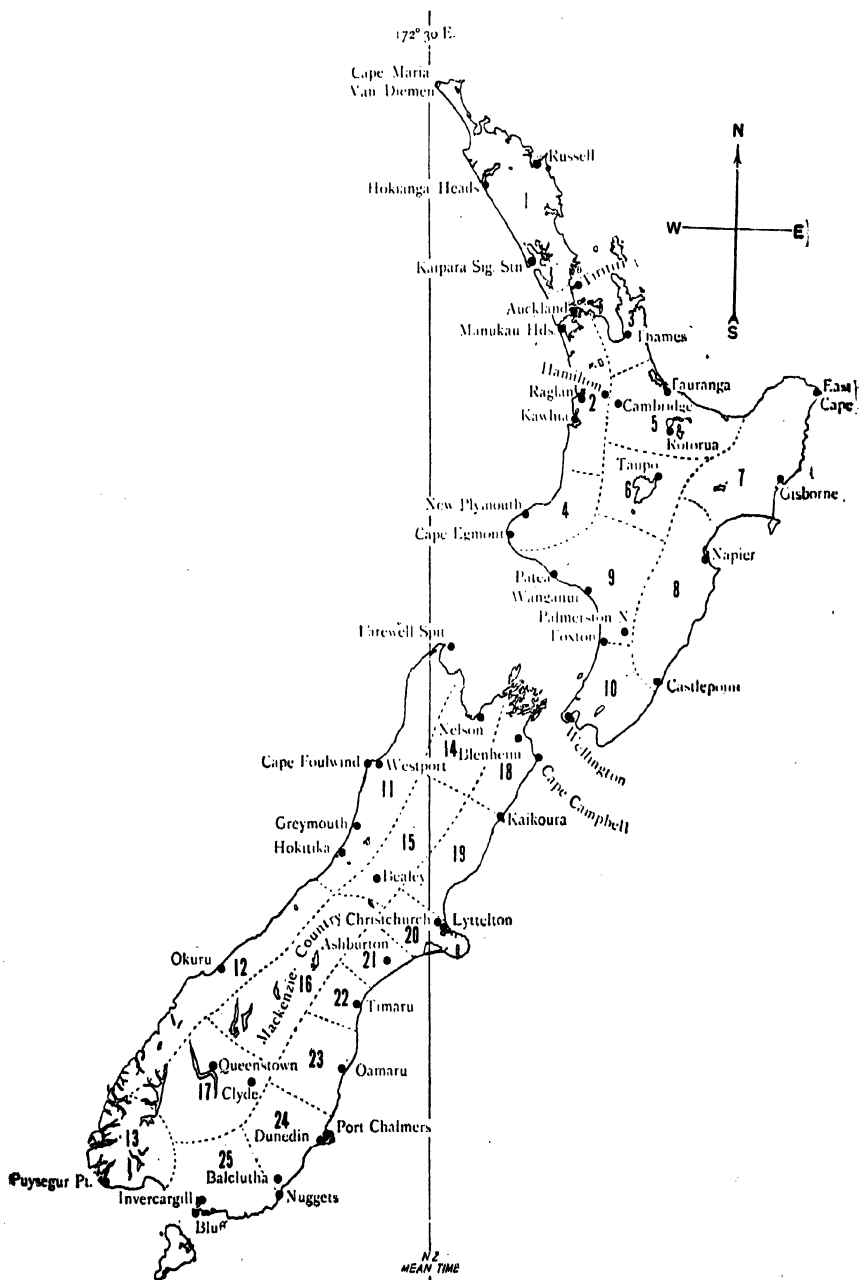 172° 30 E.
Cape Maria
Van Diemen
N
Russell
Hokianga Heads
1
W
E
Kaipara Sig. Stn
Tiritiri
Auckland
Manukau Hds.
S
Thames
Hamilton
Raglan
2
Tauranga
East
Cape
Cambridge
Kawhia
5
Rotorua
Taupo
6
7
Gisborne
New Plymouth
4
Cape Egmont
Napier
Patea
9
Wanganui
8
Palmerston N
Foxton
Farewell Spit
10
Castlepoint
Nelson
Wellington
14
Blenheim
Cape Foulwind
Westport
18
Cape Campbell
11
Kaikoura
Greymouth
15
Hokitika
19
Bealey
Christchurch
Lyttelton
20
Ashburton
Okuru
12
21
Mackenzie Country
16
22
Timaru
23
Queenstown
Oamaru
17
Clyde
24
Port Chalmers
13
Dunedin
25
Puysegur Pt.
Balclutha
Invercargill
Nuggets
Bluff
NZ
MEAN TIME